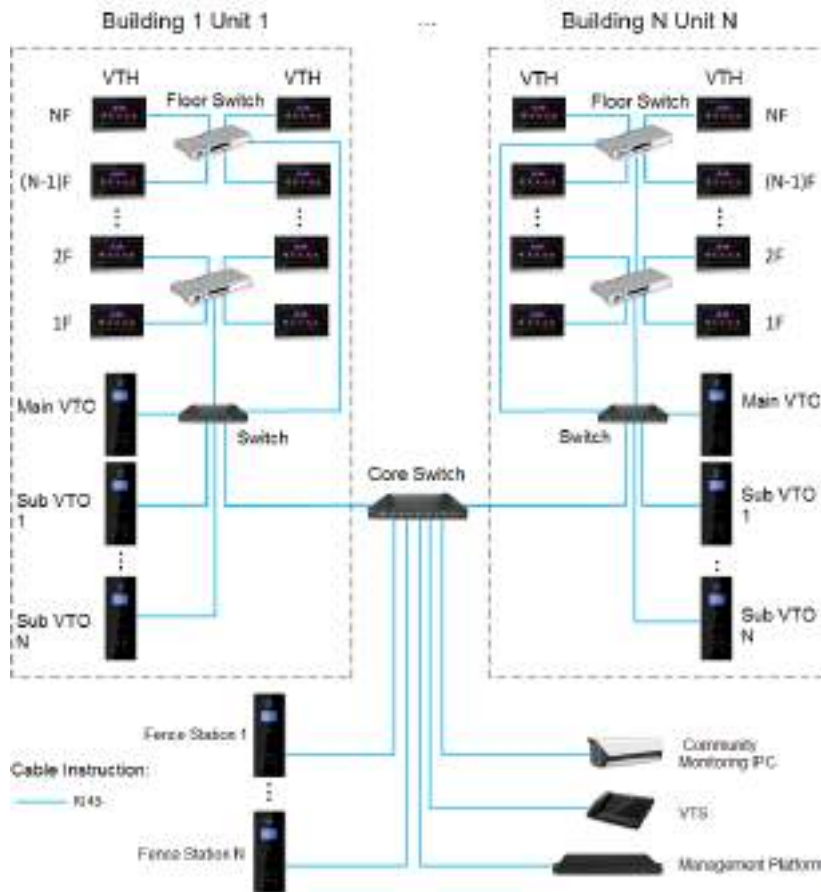 Building 1 Unit 1
...
Building N Unit N
VTH
VTH
Floor Switch
NF
(N-1)F
2F
1F
Main VTO
Switch
Sub VTO
1
Sub VTO
N
VTH
VTH
Floor Switch
NF
(N-1)F
2F
1F
Main VTO
Switch
Sub VTO
1
Sub VTO
N
Core Switch
Fence Station 1
Fence Station N
Cable Instruction:
RJ45
Community
Monitoring IPC
VTS
Management Platform